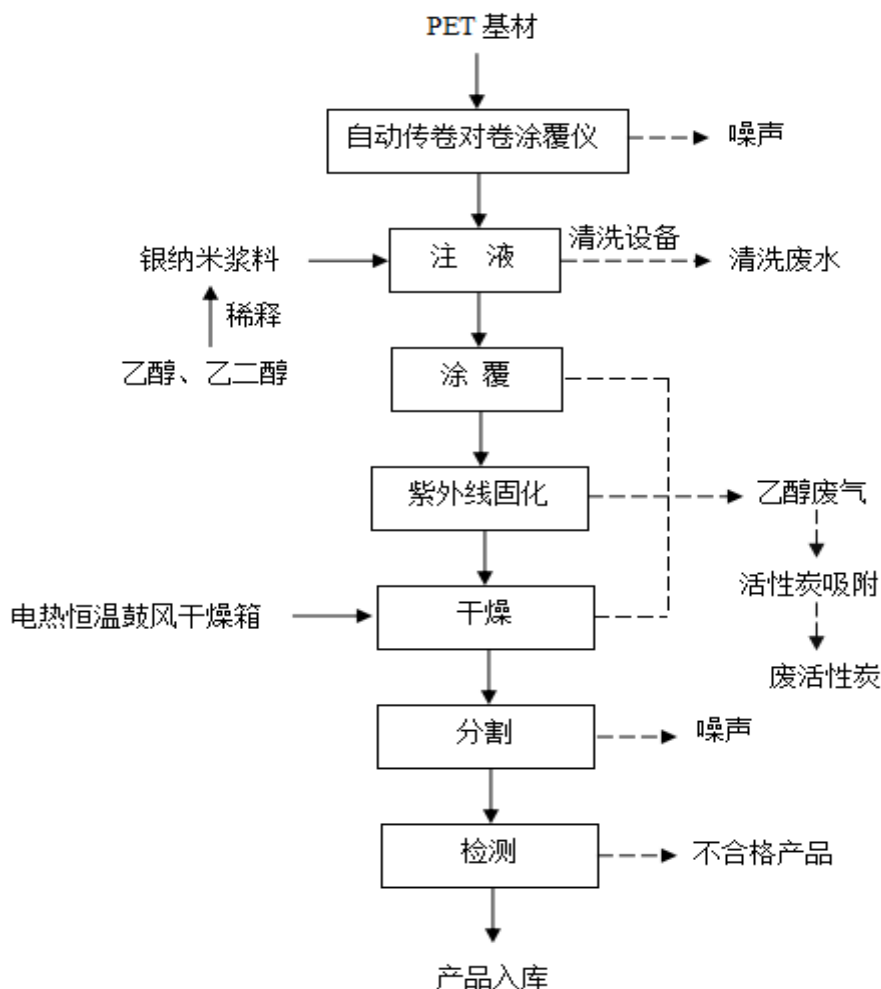 PET 基材
自动传卷对卷涂覆仪
噪声
银纳米浆料
注 液
清洗设备
清洗废水
稀释
乙醇、乙二醇
涂 覆
紫外线固化
乙醇废气
活性炭吸附
电热恒温鼓风干燥箱
干燥
废活性炭
分割
噪声
检测
不合格产品
产品入库